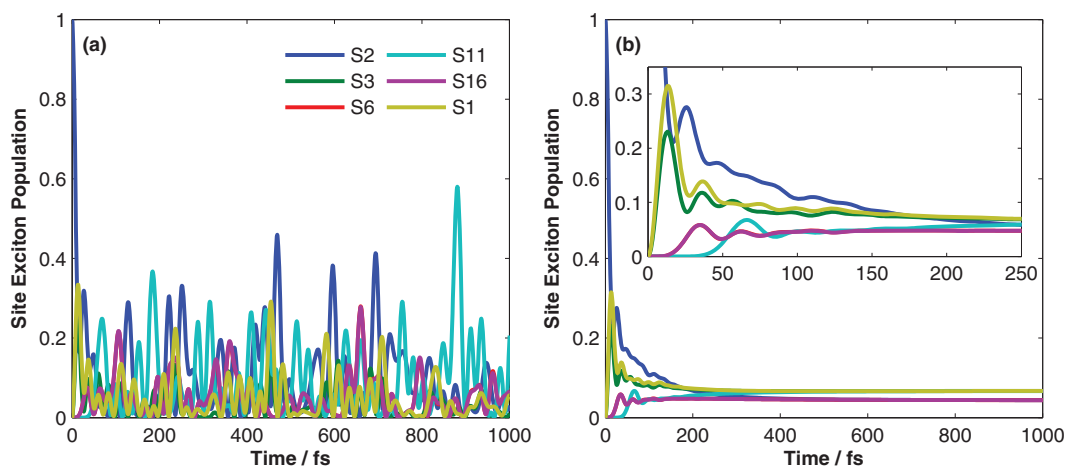 (a)
S2 S11
S3 S16
S6 S1
Site Exciton Population
1
0.8
0.6
0.4
0.2
0
0 200 400 600 800 1000
Time / fs
(b)
Site Exciton Population
1
0.8
0.6
0.4
0.2
0
0 200 400 600 800 1000
Time / fs
0.3
0.2
0.1
0
0 50 100 150 200 250